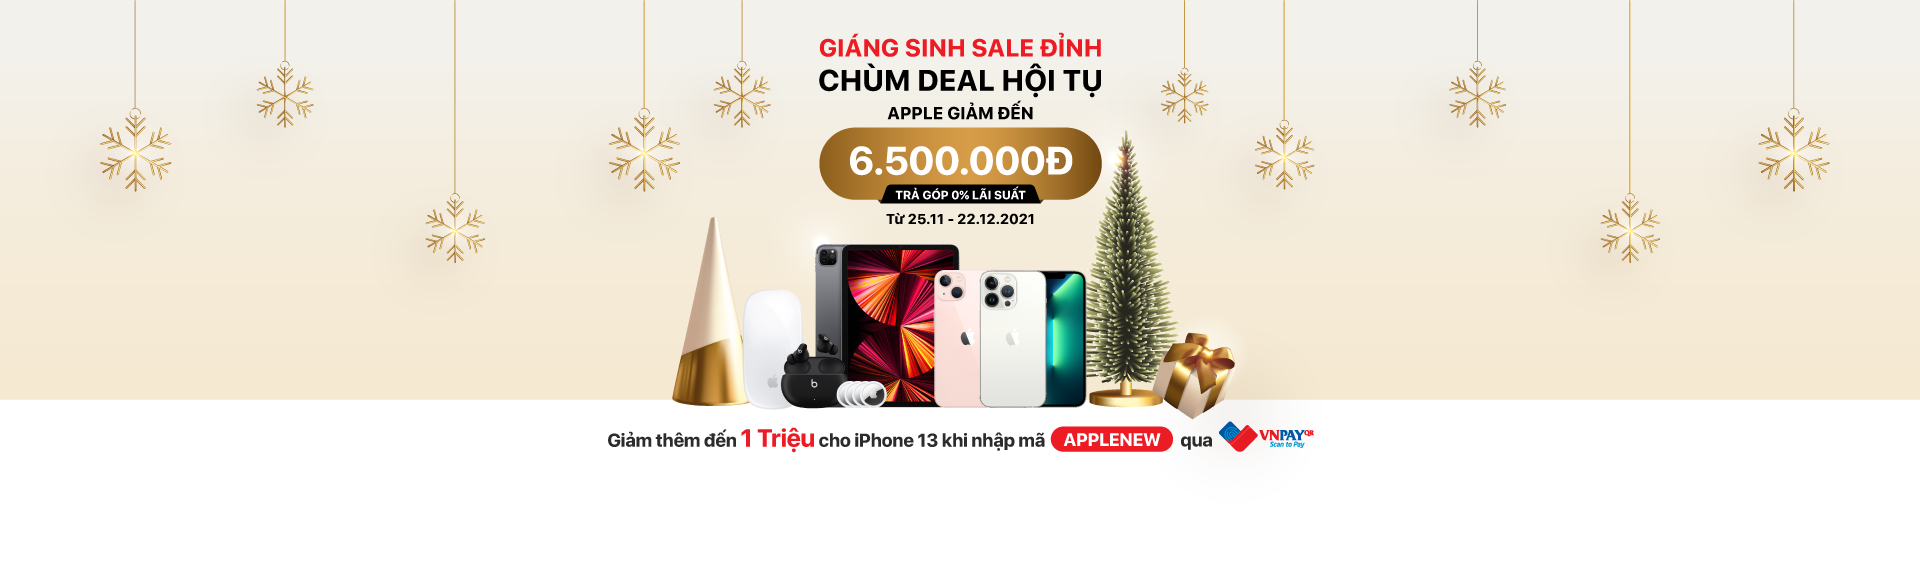 GIÁNG SINH SALE ĐỈNH
CHÙM DEAL HỘI TỤ
APPLE GIẢM ĐẾN
6.500.000Đ
TRẢ GÓP 0% LÃI SUẤT
Từ 25.11 - 22.12.2021
b
Giảm thêm đến 1 Triệu cho iPhone 13 khi nhập mã APPLENEW qua VNPAYQR
Scan to Pay